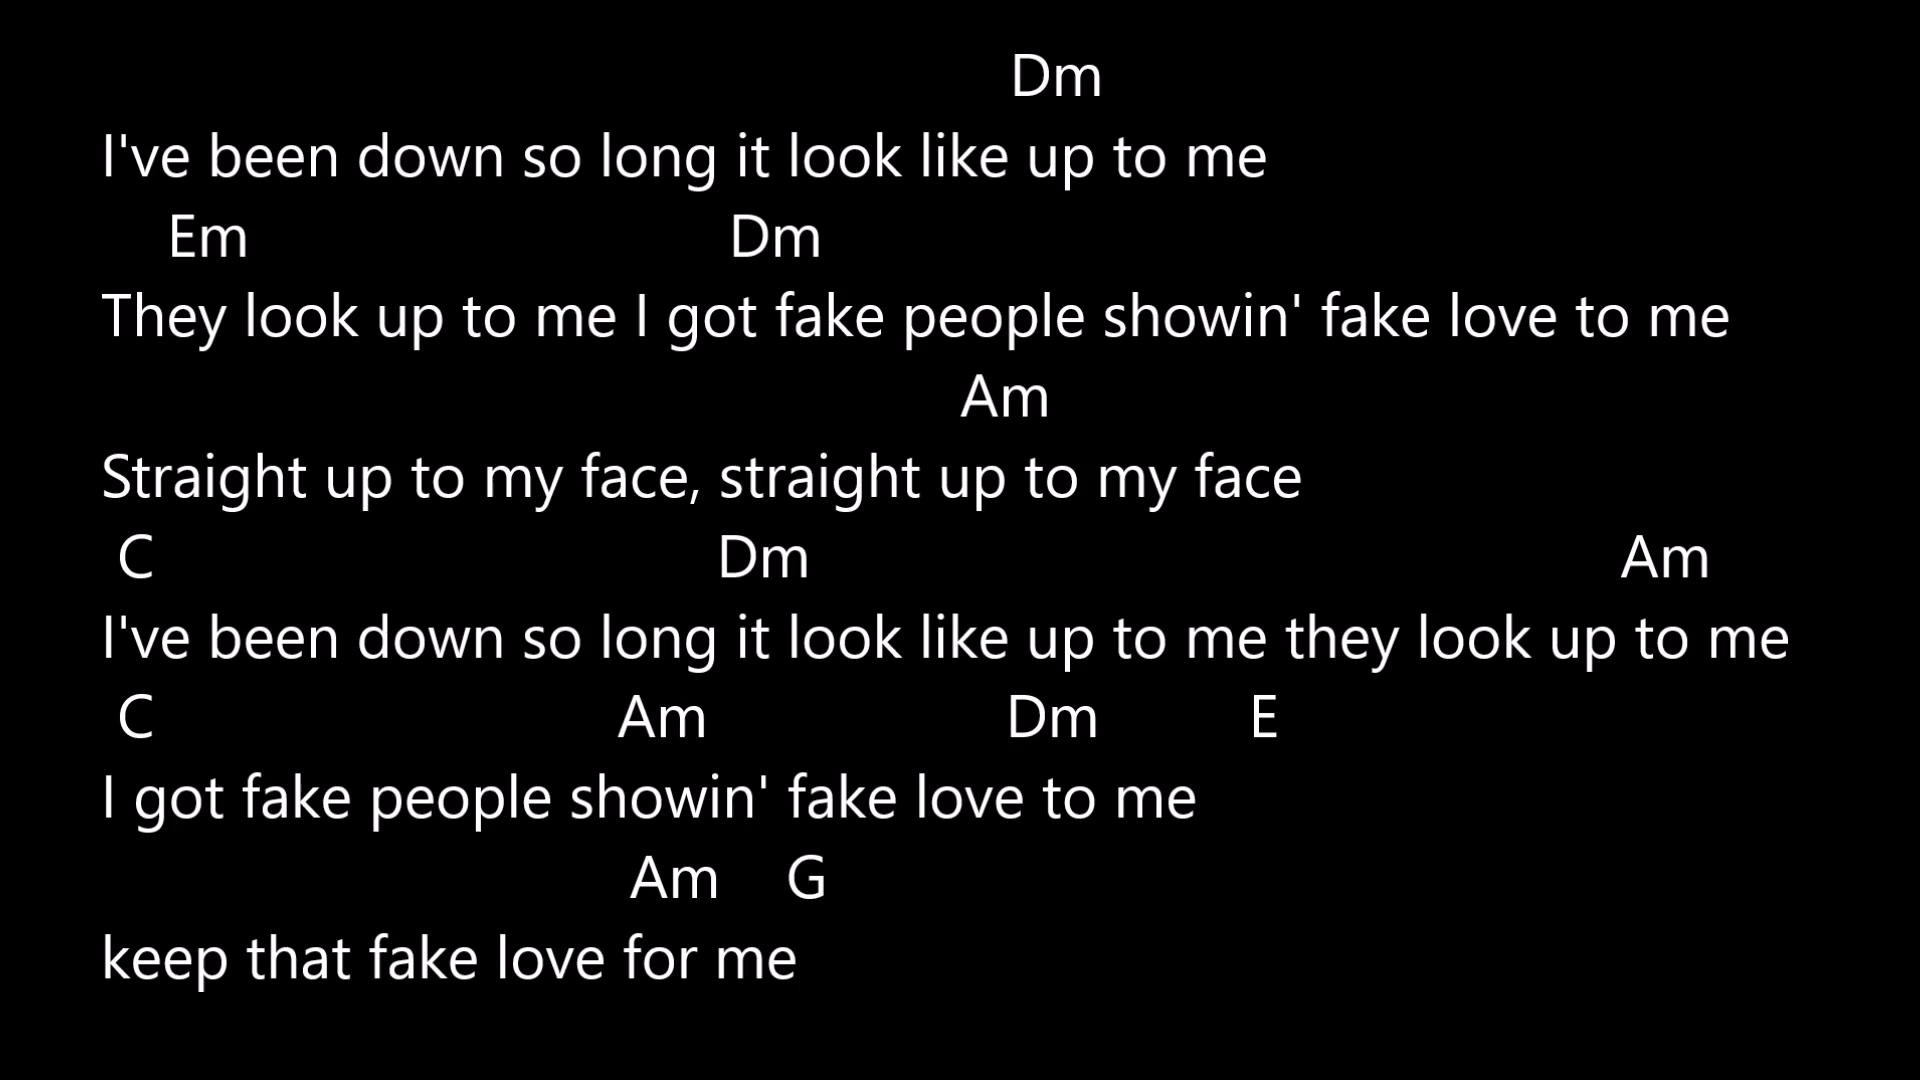 Dm
I've been down so long it look like up to me
Em Dm
They look up to me I got fake people showin' fake love to me
Am
Straight up to my face, straight up to my face
C Dm Am
I've been down so long it look like up to me they look up to me
C Am Dm E
I got fake people showin' fake love to me
Am G
keep that fake love for me